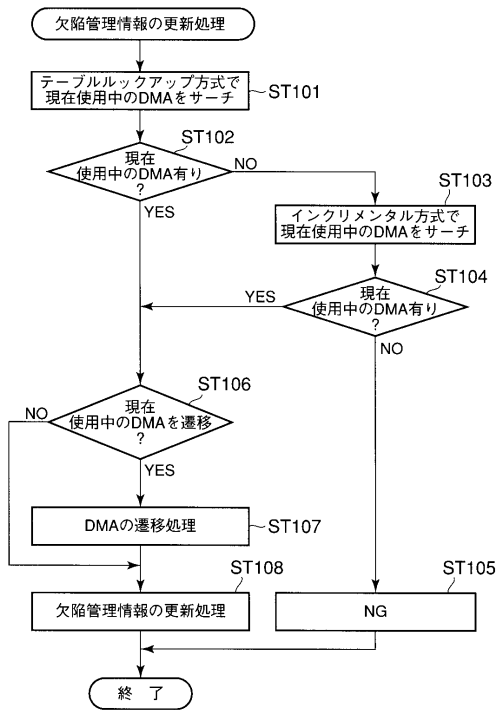 欠陥管理情報の更新処理
テーブルルックアップ方式で
現在使用中のDMAをサーチ
ST101
ST102
現在
使用中のDMA有り
?
NO
YES
ST103
インクリメンタル方式で
現在使用中のDMAをサーチ
ST104
現在
使用中のDMA有り
?
YES
NO
ST106
現在
使用中のDMAを遷移
?
NO
YES
DMAの遷移処理
ST107
ST108
欠陥管理情報の更新処理
ST105
NG
終 了